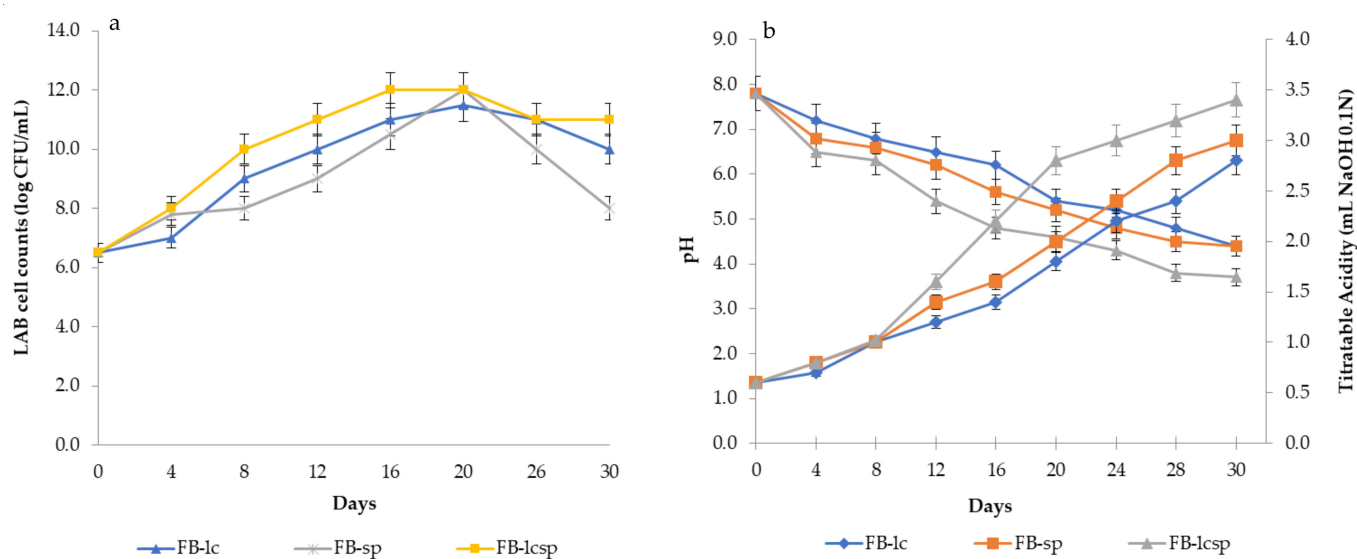 a
LAB cell counts (log CFU/mL)
14.0
12.0
10.0
8.0
6.0
4.0
2.0
0.0
0 4 8 12 16 20 26 30
Days
FB-lc FB-sp FB-lcsp
b
pH
9.0
8.0
7.0
6.0
5.0
4.0
3.0
2.0
1.0
0.0
0 4 8 12 16 20 24 28 30
Days
4.0
3.5
3.0
2.5
2.0
1.5
1.0
0.5
0.0
Titratable Acidity (mL NaOH 0.1N)
FB-lc FB-sp FB-lcsp